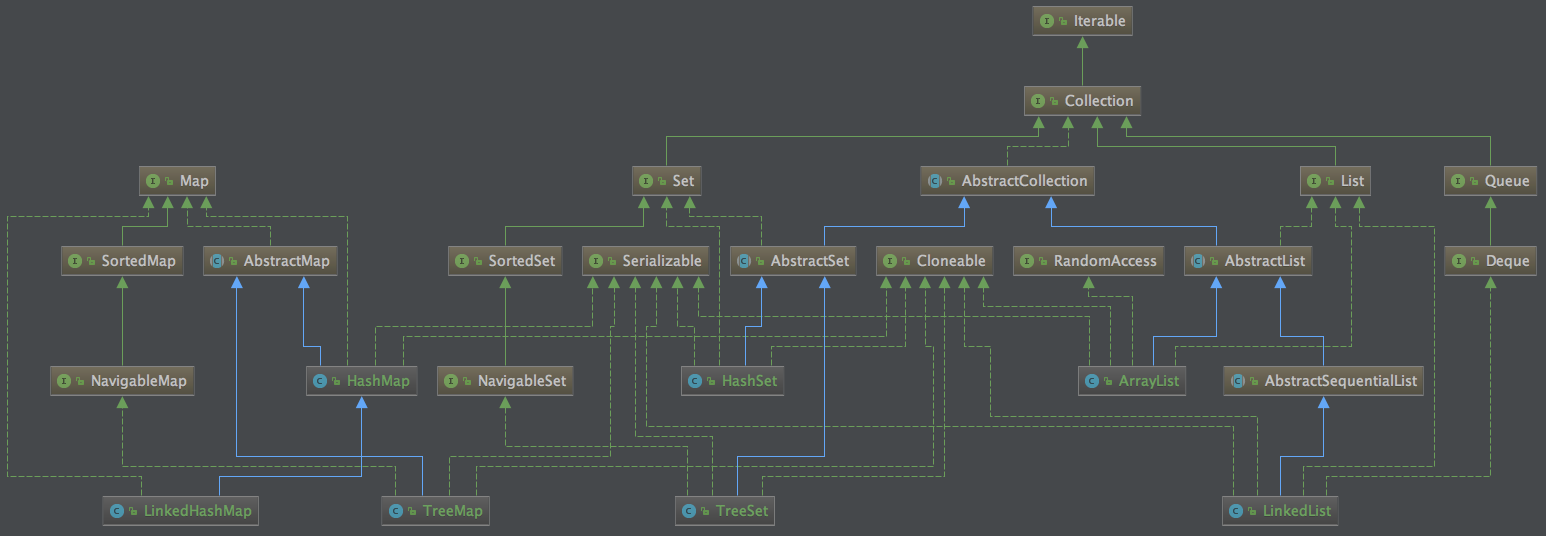 Iterable
Collection
Map
Set
AbstractCollection
List
Queue
SortedMap
AbstractMap
SortedSet
Serializable
AbstractSet
Cloneable
RandomAccess
AbstractList
Deque
NavigableMap
HashMap
NavigableSet
HashSet
ArrayList
AbstractSequentialList
LinkedHashMap
TreeMap
TreeSet
LinkedList